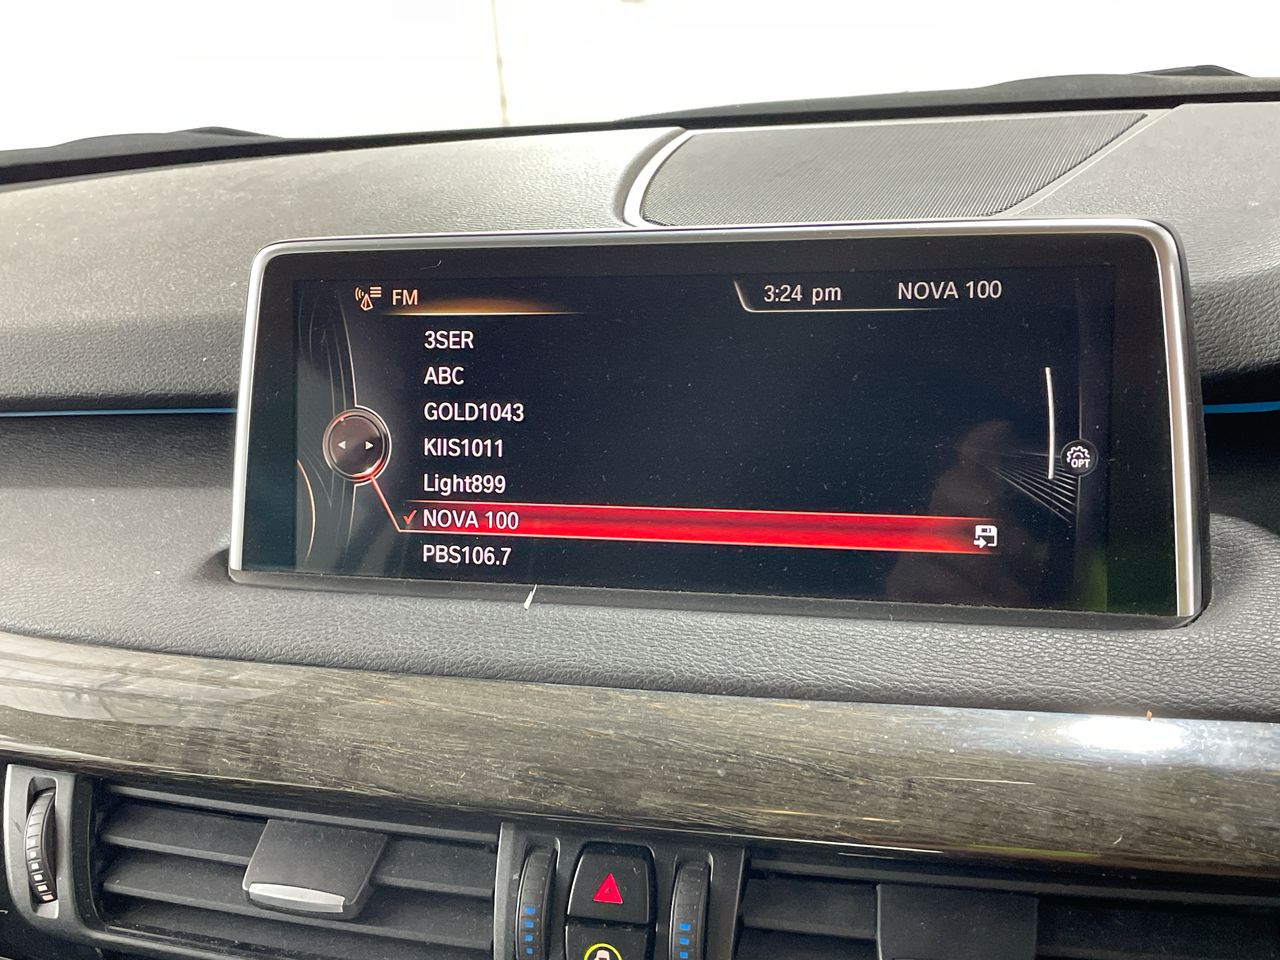 FM
3:24 pm
NOVA 100
3SER
ABC
GOLD1043
KIIS1011
Light899
NOVA 100
PBS106.7
OPT